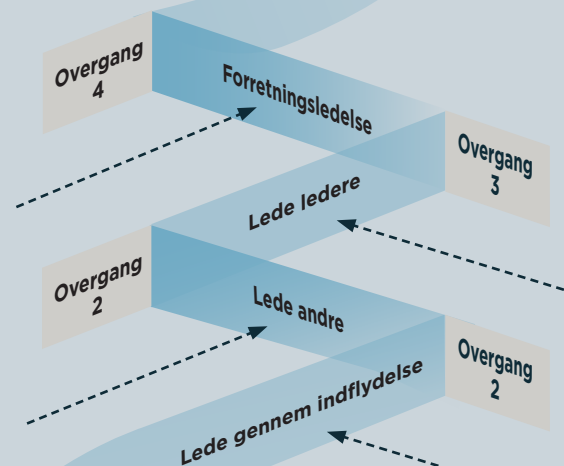 Overgang
4
Forretningsledelse
Overgang
3
Lede ledere
Overgang
2
Lede andre
Overgang
2
Lede gennem indflydelse